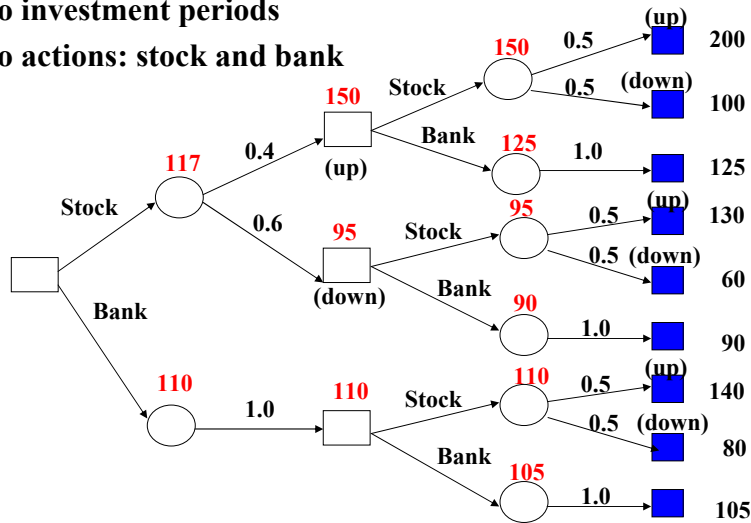 o investment periods
o actions: stock and bank
(up)
200
150
0.5
(down)
0.5
100
Stock
150
Bank
125
1.0
125
(up)
117
0.4
(up)
Stock
0.6
95
Stock
95
0.5
(up)
130
0.5
(down)
60
(down)
Bank
90
1.0
90
Bank
110
1.0
110
Stock
110
0.5
(up)
140
0.5
(down)
80
Bank
105
1.0
105